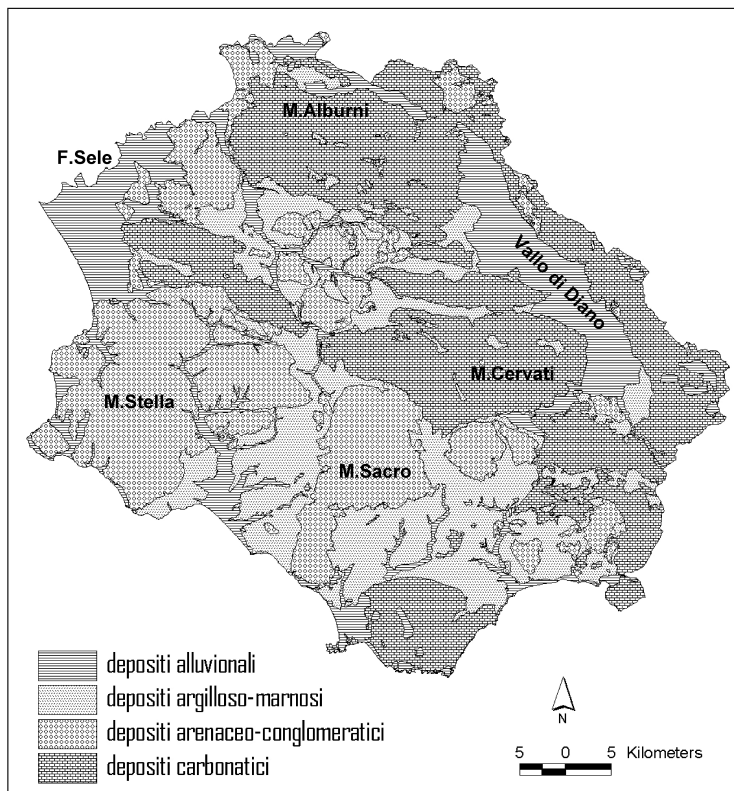 M.Alburni
F.Sele
Vallo di Diano
M.Cervati
M.Stella
M.Sacro
depositi alluvionali
depositi argilloso-marnosi
depositi arenaceo-conglomeratici
depositi carbonatici
N
5 0 5 Kilometers